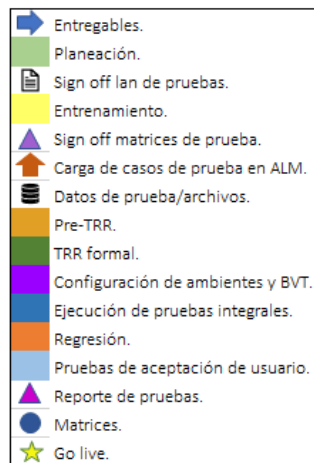 Entregables.
Planeación.
Sign off lan de pruebas.
Entrenamiento.
Sign off matrices de prueba.
Carga de casos de prueba en ALM.
Datos de prueba/archivos.
Pre-TRR.
TRR formal.
Configuración de ambientes y BVT.
Ejecución de pruebas integrales.
Regresión.
Pruebas de aceptación de usuario.
Reporte de pruebas.
Matrices.
Go live.